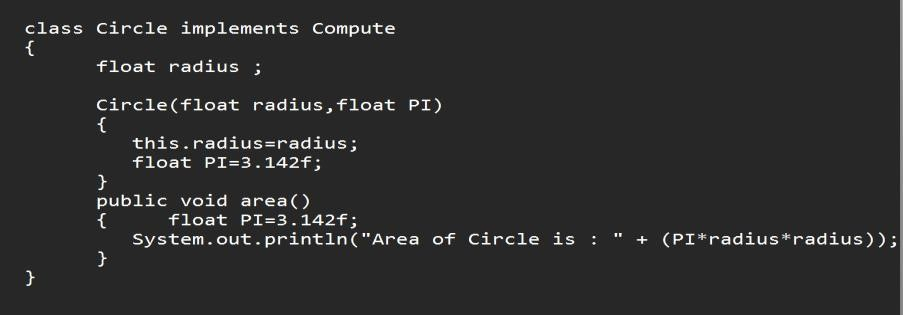 class Circle implements Compute
{
float radius ;
Circle(float radius,float PI)
{
this.radius=radius;
float PI=3.142f;
}
public void area()
{ float PI=3.142f;
System.out.println("Area of Circle is : " + (PI*radius*radius));
}
}